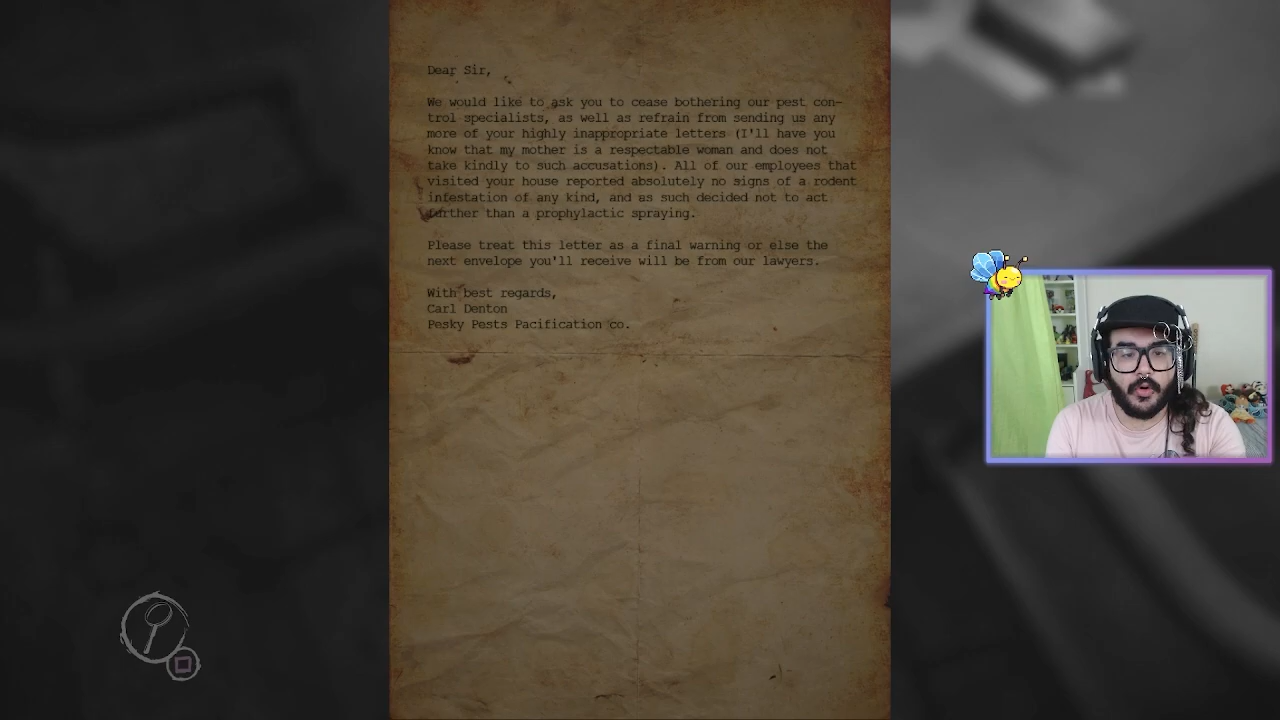 Dear Sir,
We would like to ask you to cease bothering our pest con-
trol specialists, as well as refrain from sending us any
more of your highly inappropriate letters (I'll have you
know that my mother is a respectable woman and does not
take kindly to such accusations). All of our employees that
visited your house reported absolutely no signs of a rodent
infestation of any kind, and as such decided not to act
further than a prophylactic spraying.
Please treat this letter as a final warning or else the
next envelope you'll receive will be from our lawyers.
With best regards,
Carl Denton
Pesky Pests Pacification co.